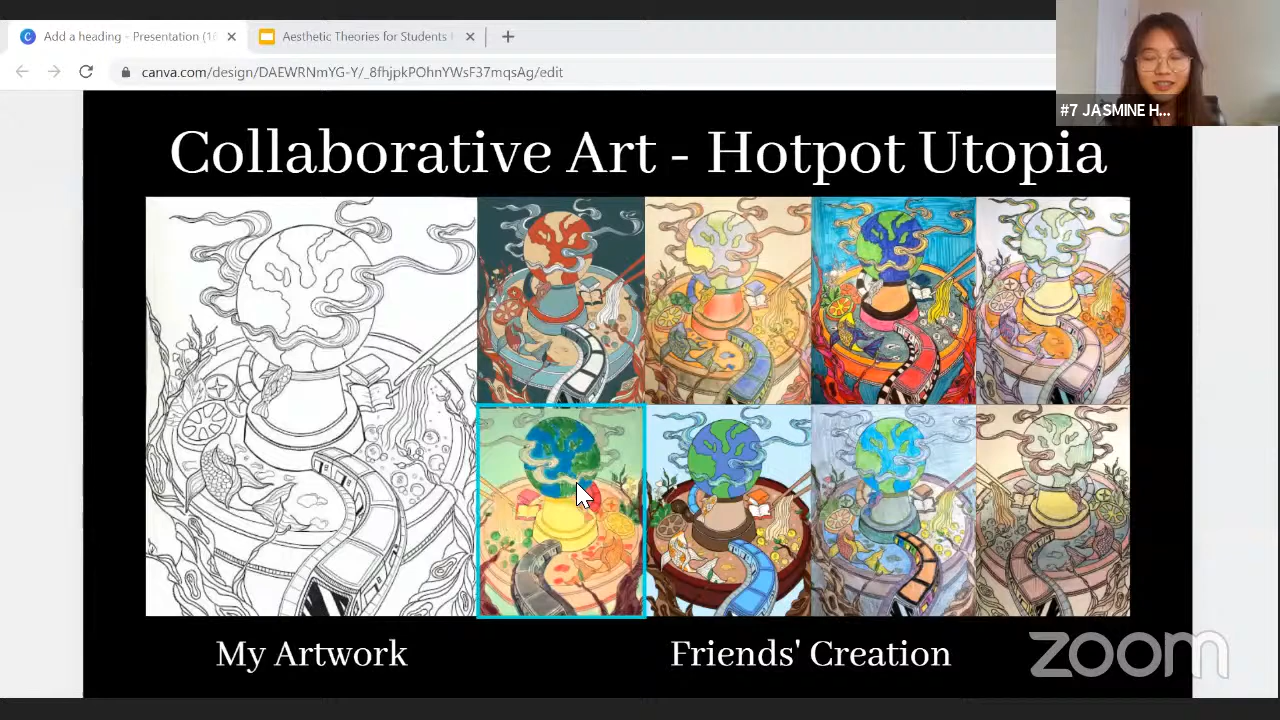 Add a heading - Presentation (16
Aesthetic Theories for Students
canva.com/design/DAEWRNmYG-Y/_8fhjpkPOhnYWsF37mqsAg/edit
#7 JASMINE H...
Collaborative Art - Hotpot Utopia
My Artwork
Friends' Creation
zoom